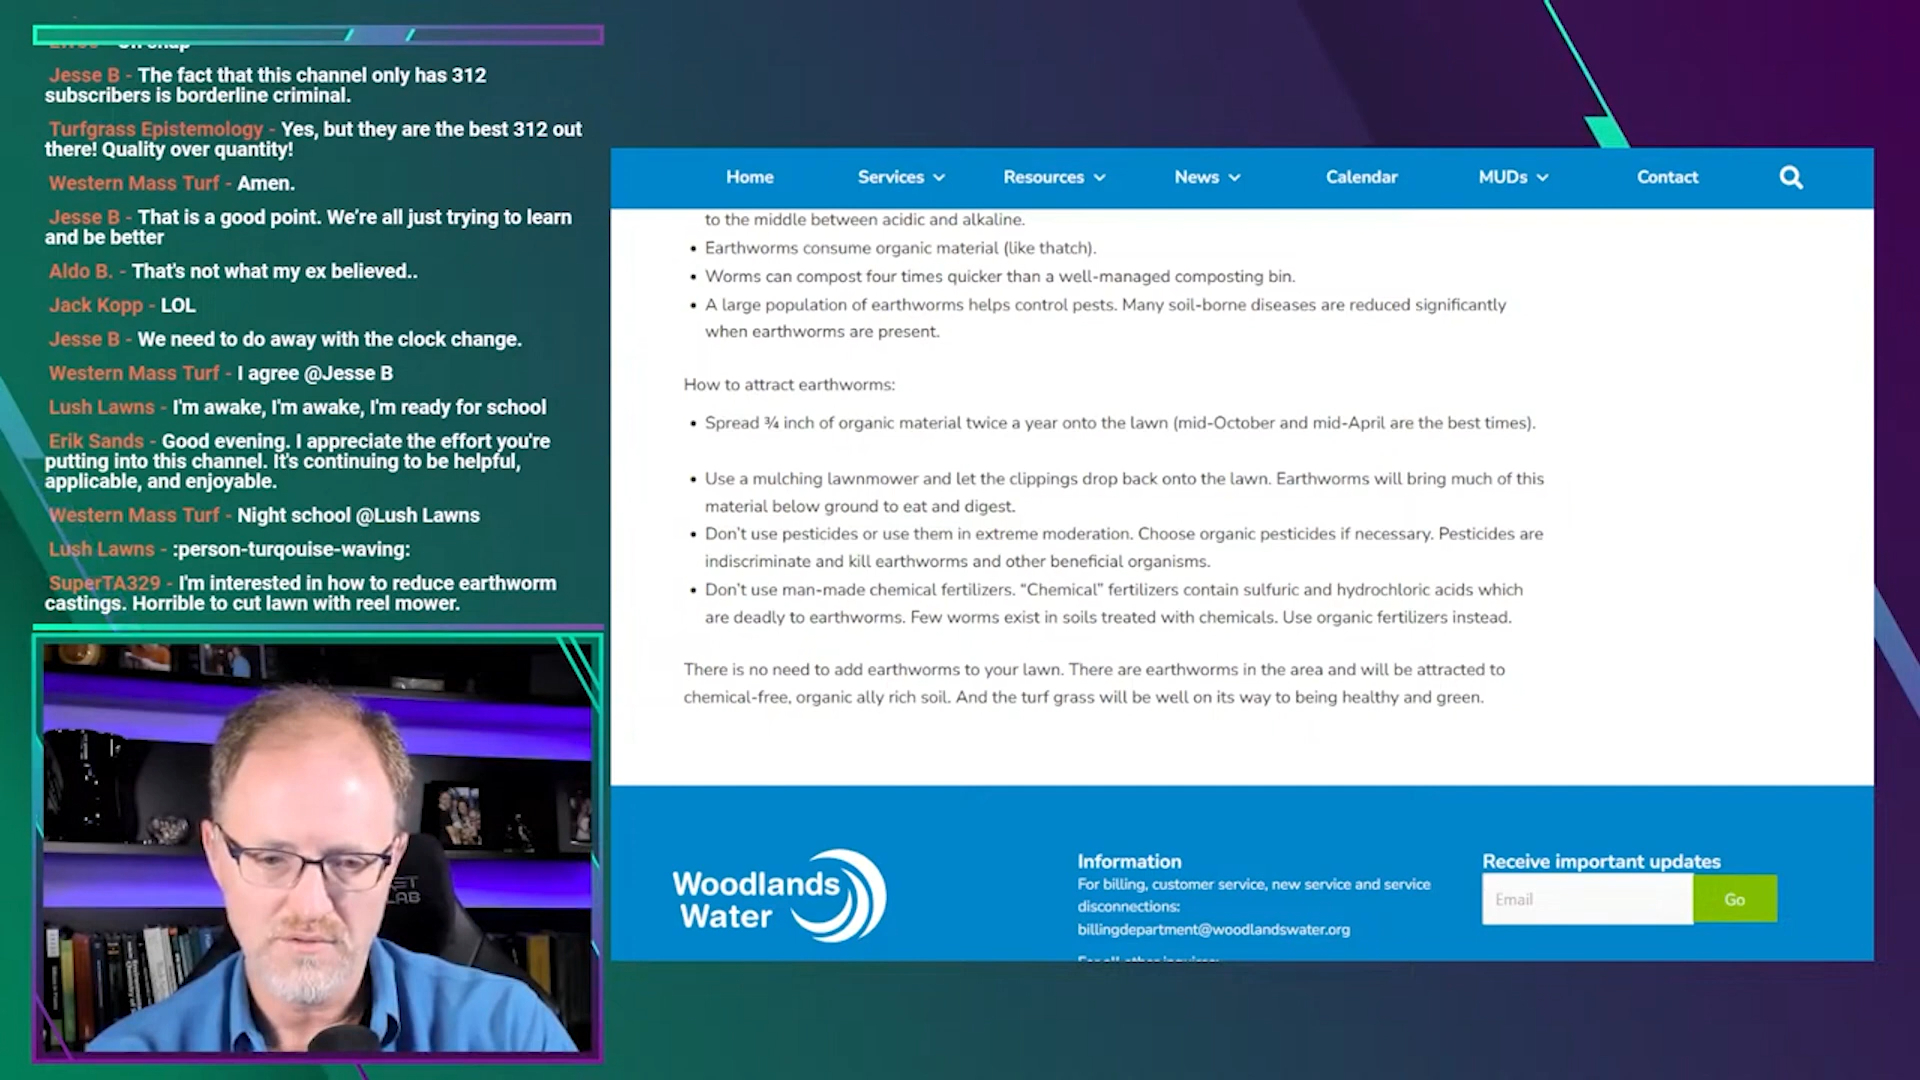 Jesse B - The fact that this channel only has 312
subscribers is borderline criminal.
Turfgrass Epistemology - Yes, but they are the best 312 out
there! Quality over quantity!
Western Mass Turf - Amen.
Jesse B - That is a good point. We're all just trying to learn
and be better
Aldo B. - That's not what my ex believed..
Jack Kopp - LOL
Jesse B - We need to do away with the clock change.
Western Mass Turf - I agree @Jesse B
Lush Lawns - I'm awake, I'm awake, I'm ready for school
Erik Sands - Good evening. I appreciate the effort you're
putting into this channel. It's continuing to be helpful,
applicable, and enjoyable.
Western Mass Turf - Night school @Lush Lawns
Lush Lawns - :person-turqouise-waving:
SuperTA329 - I'm interested in how to reduce earthworm
castings. Horrible to cut lawn with reel mower.
Home Services Resources News Calendar MUDs Contact
to the middle between acidic and alkaline.
• Earthworms consume organic material (like thatch).
• Worms can compost four times quicker than a well-managed composting bin.
• A large population of earthworms helps control pests. Many soil-borne diseases are reduced significantly
when earthworms are present.
How to attract earthworms:
• Spread ¾ inch of organic material twice a year onto the lawn (mid-October and mid-April are the best times).
• Use a mulching lawnmower and let the clippings drop back onto the lawn. Earthworms will bring much of this
material below ground to eat and digest.
• Don't use pesticides or use them in extreme moderation. Choose organic pesticides if necessary. Pesticides are
indiscriminate and kill earthworms and other beneficial organisms.
• Don't use man-made chemical fertilizers. “Chemical” fertilizers contain sulfuric and hydrochloric acids which
are deadly to earthworms. Few worms exist in soils treated with chemicals. Use organic fertilizers instead.
There is no need to add earthworms to your lawn. There are earthworms in the area and will be attracted to
chemical-free, organic ally rich soil. And the turf grass will be well on its way to being healthy and green.
Woodlands
Water
Information
For billing, customer service, new service and service
disconnections:
billingdepartment@woodlandswater.org
Receive important updates
Email
Go